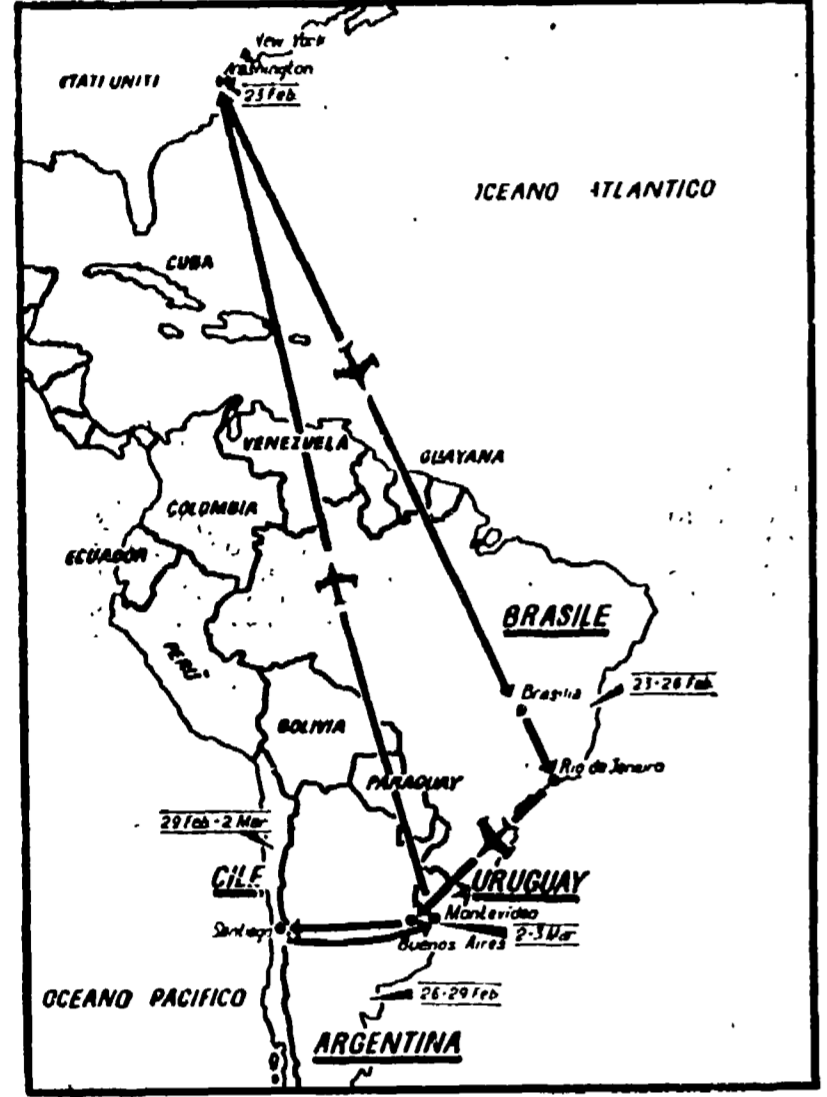 New York
Washington
STATI UNITI
23 Feb.
OCEANO ATLANTICO
CUBA
VENEZUELA
GUAYANA
COLOMBIA
ECUADOR
BRASILE
PERÙ
Brasilia
23-26 Feb.
BOLIVIA
Rio de Janeiro
PARAGUAY
29 Feb - 2 Mar
CILE
URUGUAY
Santiago
Montevideo
Buenos Aires
2-3 Mar
OCEANO PACIFICO
26-29 Feb
ARGENTINA